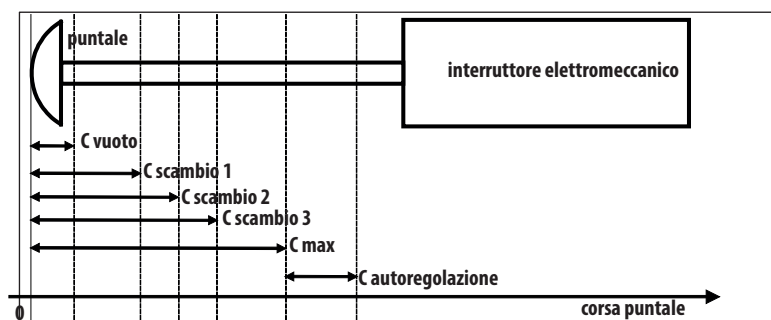 puntale
interruttore elettromeccanico
C vuoto
C scambio 1
C scambio 2
C scambio 3
C max
C autoregolazione
0
corsa puntale